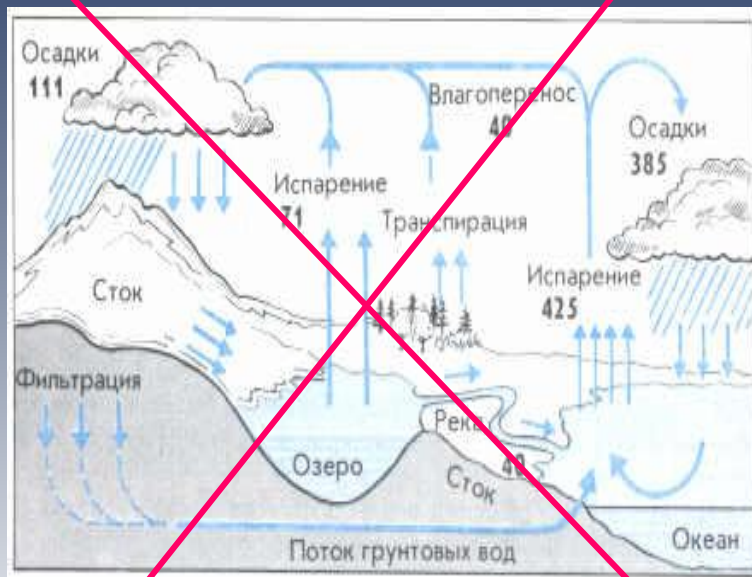 Осадки
111
Влагоперенос
40
Осадки
385
Испарение
71
Транспирация
Испарение
425
Сток
Фильтрация
Река
40
Озеро
Сток
Океан
Поток грунтовых вод